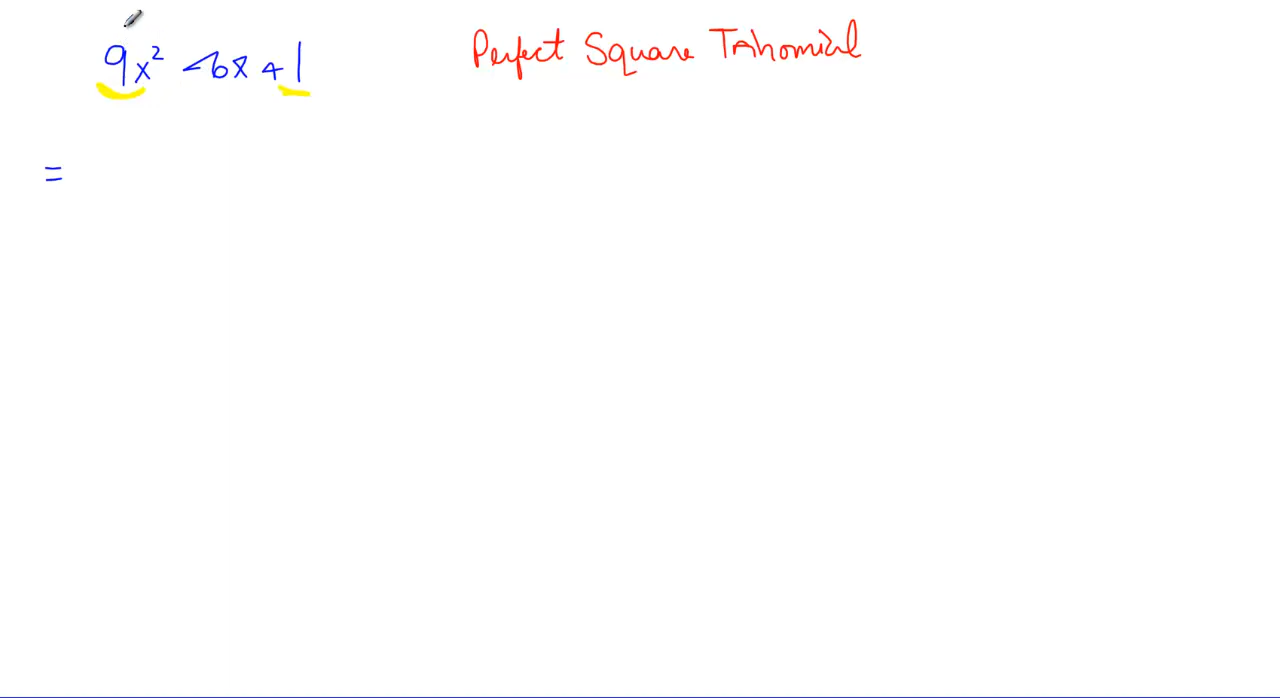 9x² -6x +1 Perfect Square Trinomial
=